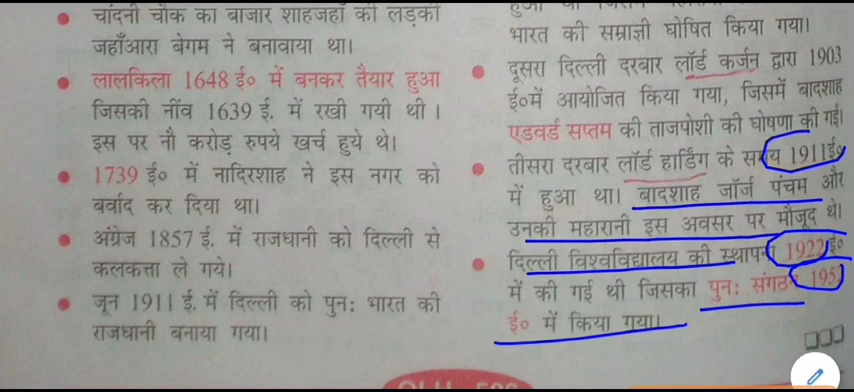 चांदनी चौक का बाजार शाहजहाँ की लड़की
जहाँआरा बेगम ने बनावाया था।
लालकिला 1648 ई० में बनकर तैयार हुआ
जिसकी नींव 1639 ई. में रखी गयी थी।
इस पर नौ करोड़ रुपये खर्च हुये थे।
1739 ई० में नादिरशाह ने इस नगर को
बर्वाद कर दिया था।
अंग्रेज 1857 ई. में राजधानी को दिल्ली से
कलकत्ता ले गये।
जून 1911 ई. में दिल्ली को पुनः भारत की
राजधानी बनाया गया।
भारत की सम्राज्ञी घोषित किया गया।
दूसरा दिल्ली दरबार लॉर्ड कर्जन द्वारा 1903
ई०में आयोजित किया गया, जिसमें बादशाह
एडवर्ड सप्तम की ताजपोशी की घोषणा की गई।
तीसरा दरबार लॉर्ड हार्डिंग के समय 1911ई०
में हुआ था। बादशाह जॉर्ज पंचम और
उनकी महारानी इस अवसर पर मौजूद थे।
दिल्ली विश्वविद्यालय की स्थापना 1922 ई०
में की गई थी जिसका पुनः संगठन
ई० में किया गया।